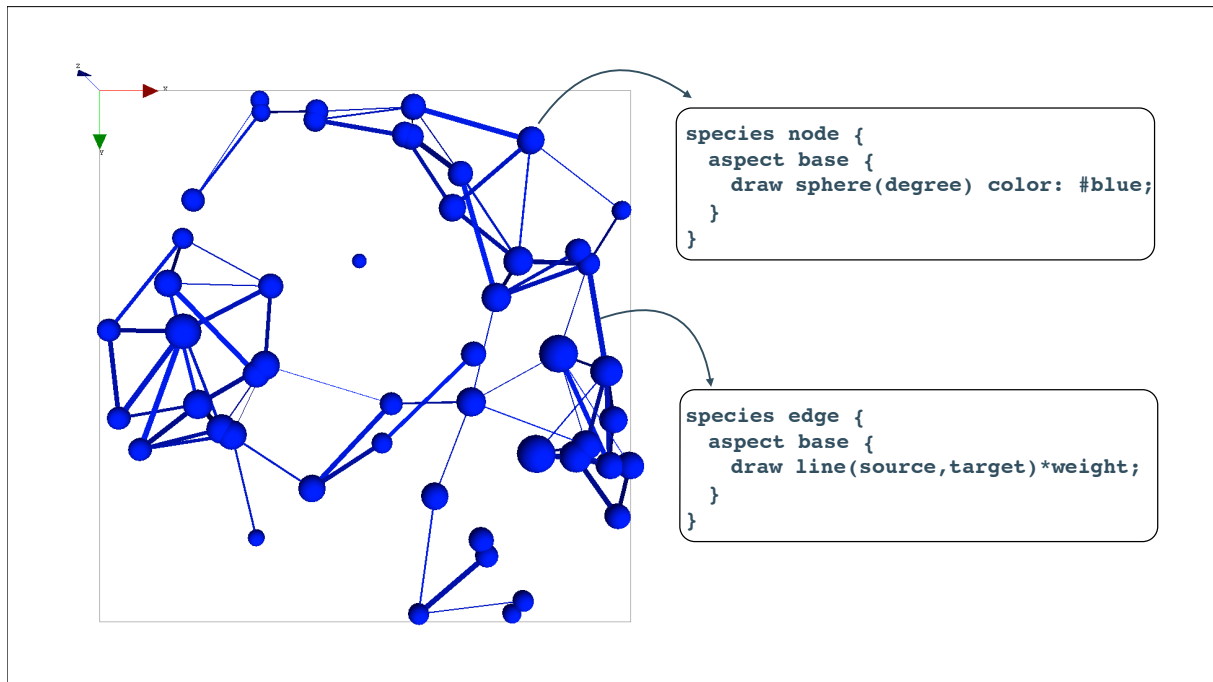 z
x
Y
species node {
aspect base {
draw sphere(degree) color: #blue;
}
}
species edge {
aspect base {
draw line(source,target)*weight;
}
}